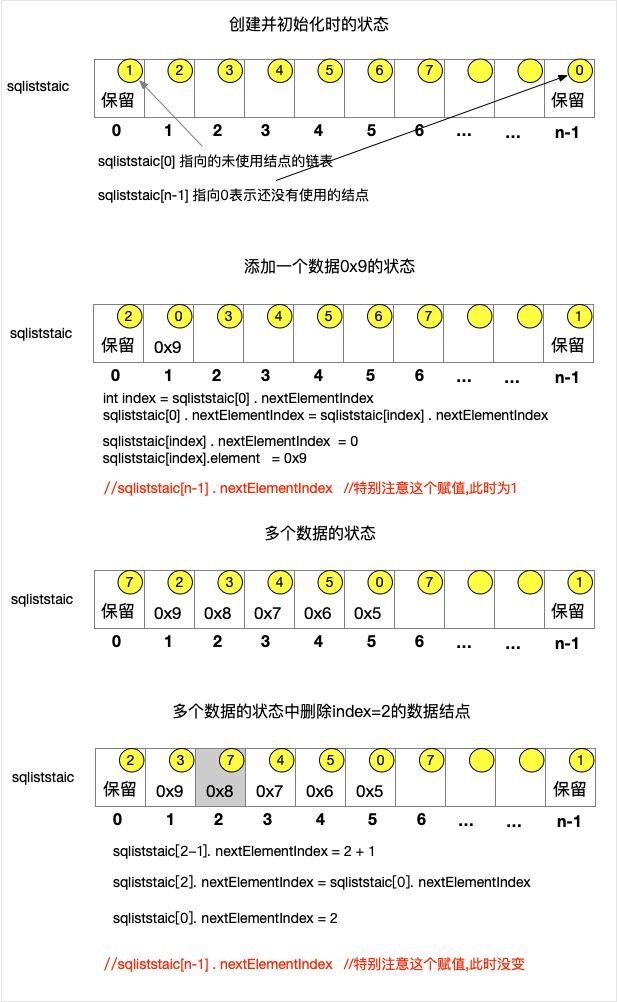 创建并初始化时的状态
1 2 3 4 5 6 7 0
sqliststaic
保留 保留
0 1 2 3 4 5 6 ... ... n-1
sqliststaic[0] 指向的未使用结点的链表
sqliststaic[n-1] 指向0表示还没有使用的结点
添加一个数据0x9的状态
2 0 3 4 5 6 7 1
sqliststaic
保留 0x9 保留
0 1 2 3 4 5 6 ... ... n-1
int index = sqliststaic[0] . nextElementIndex
sqliststaic[0] . nextElementIndex = sqliststaic[index] . nextElementIndex
sqliststaic[index] . nextElementIndex = 0
sqliststaic[index].element = 0x9
//sqliststaic[n-1] . nextElementIndex //特别注意这个赋值,此时为1
多个数据的状态
7 2 3 4 5 0 7 1
sqliststaic
保留 0x9 0x8 0x7 0x6 0x5 保留
0 1 2 3 4 5 6 ... ... n-1
多个数据的状态中删除index=2的数据结点
2 3 7 4 5 0 7 1
sqliststaic
保留 0x9 0x8 0x7 0x6 0x5 保留
0 1 2 3 4 5 6 ... ... n-1
sqliststaic[2-1]. nextElementIndex = 2 + 1
sqliststaic[2]. nextElementIndex = sqliststaic[0]. nextElementIndex
sqliststaic[0]. nextElementIndex = 2
//sqliststaic[n-1] . nextElementIndex //特别注意这个赋值,此时没变